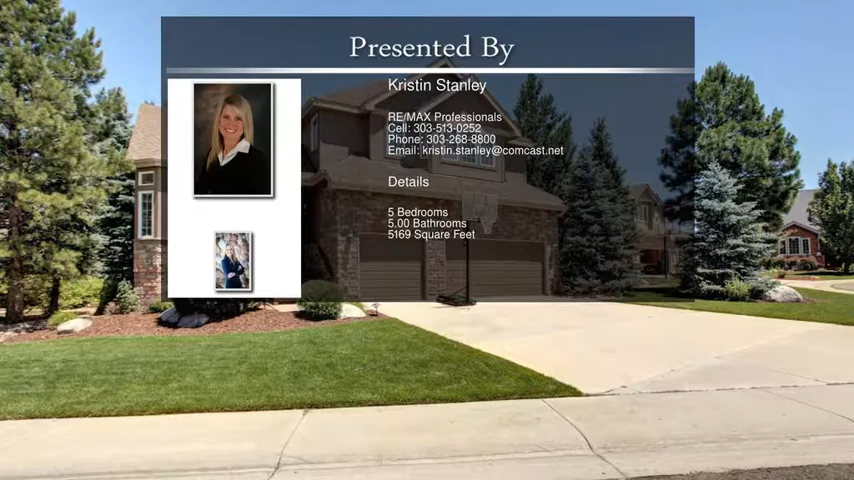 Presented By
Kristin Stanley
RE/MAX Professionals
Cell: 303-513-0252
Phone: 303-268-8800
Email: kristin.stanley@comcast.net
Details
5 Bedrooms
5.00 Bathrooms
5169 Square Feet